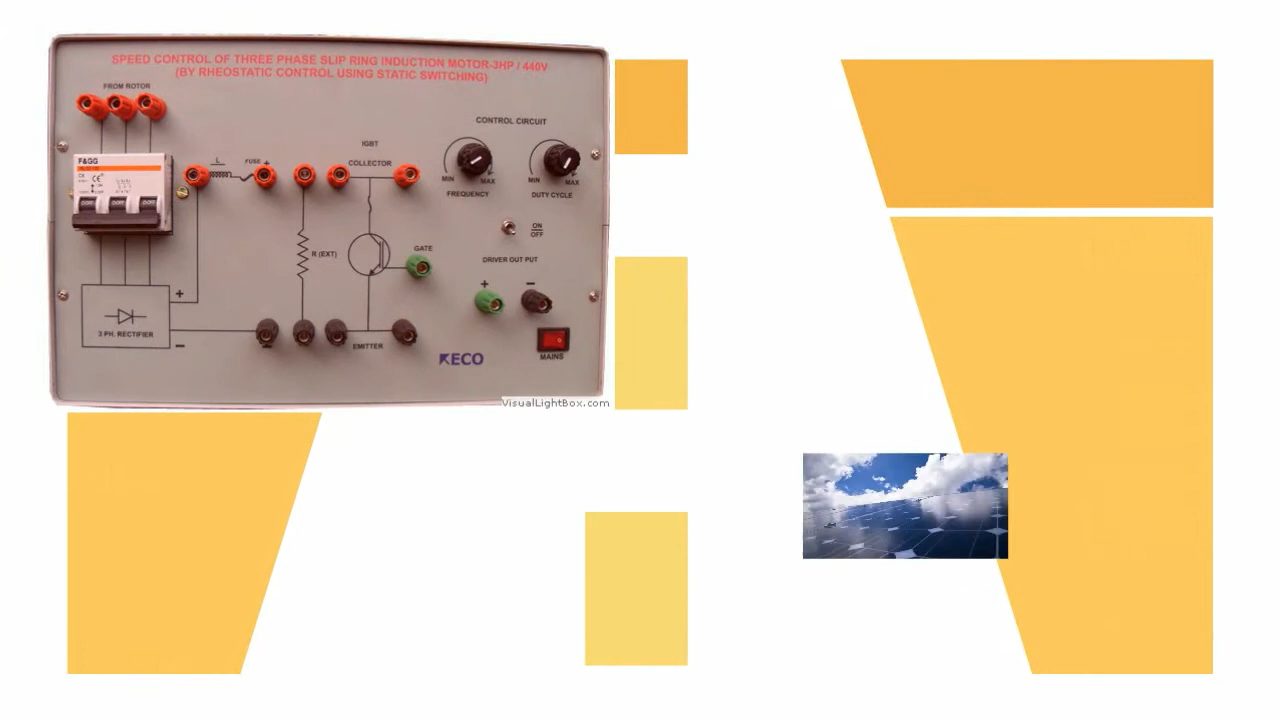 SPEED CONTROL OF THREE PHASE SLIP RING INDUCTION MOTOR-3HP / 440V
(BY RHEOSTATIC CONTROL USING STATIC SWITCHING)
FROM ROTOR
CONTROL CIRCUIT
IGBT
F&GG
L
FUSE +
COLLECTOR
MIN
MAX
MIN
MAX
FREQUENCY
DUTY CYCLE
ON
OFF
R (EXT)
GATE
DRIVER OUT PUT
+
+ −
3 PH. RECTIFIER
−
−
EMITTER
ECO
MAINS
VisualLightBox.com